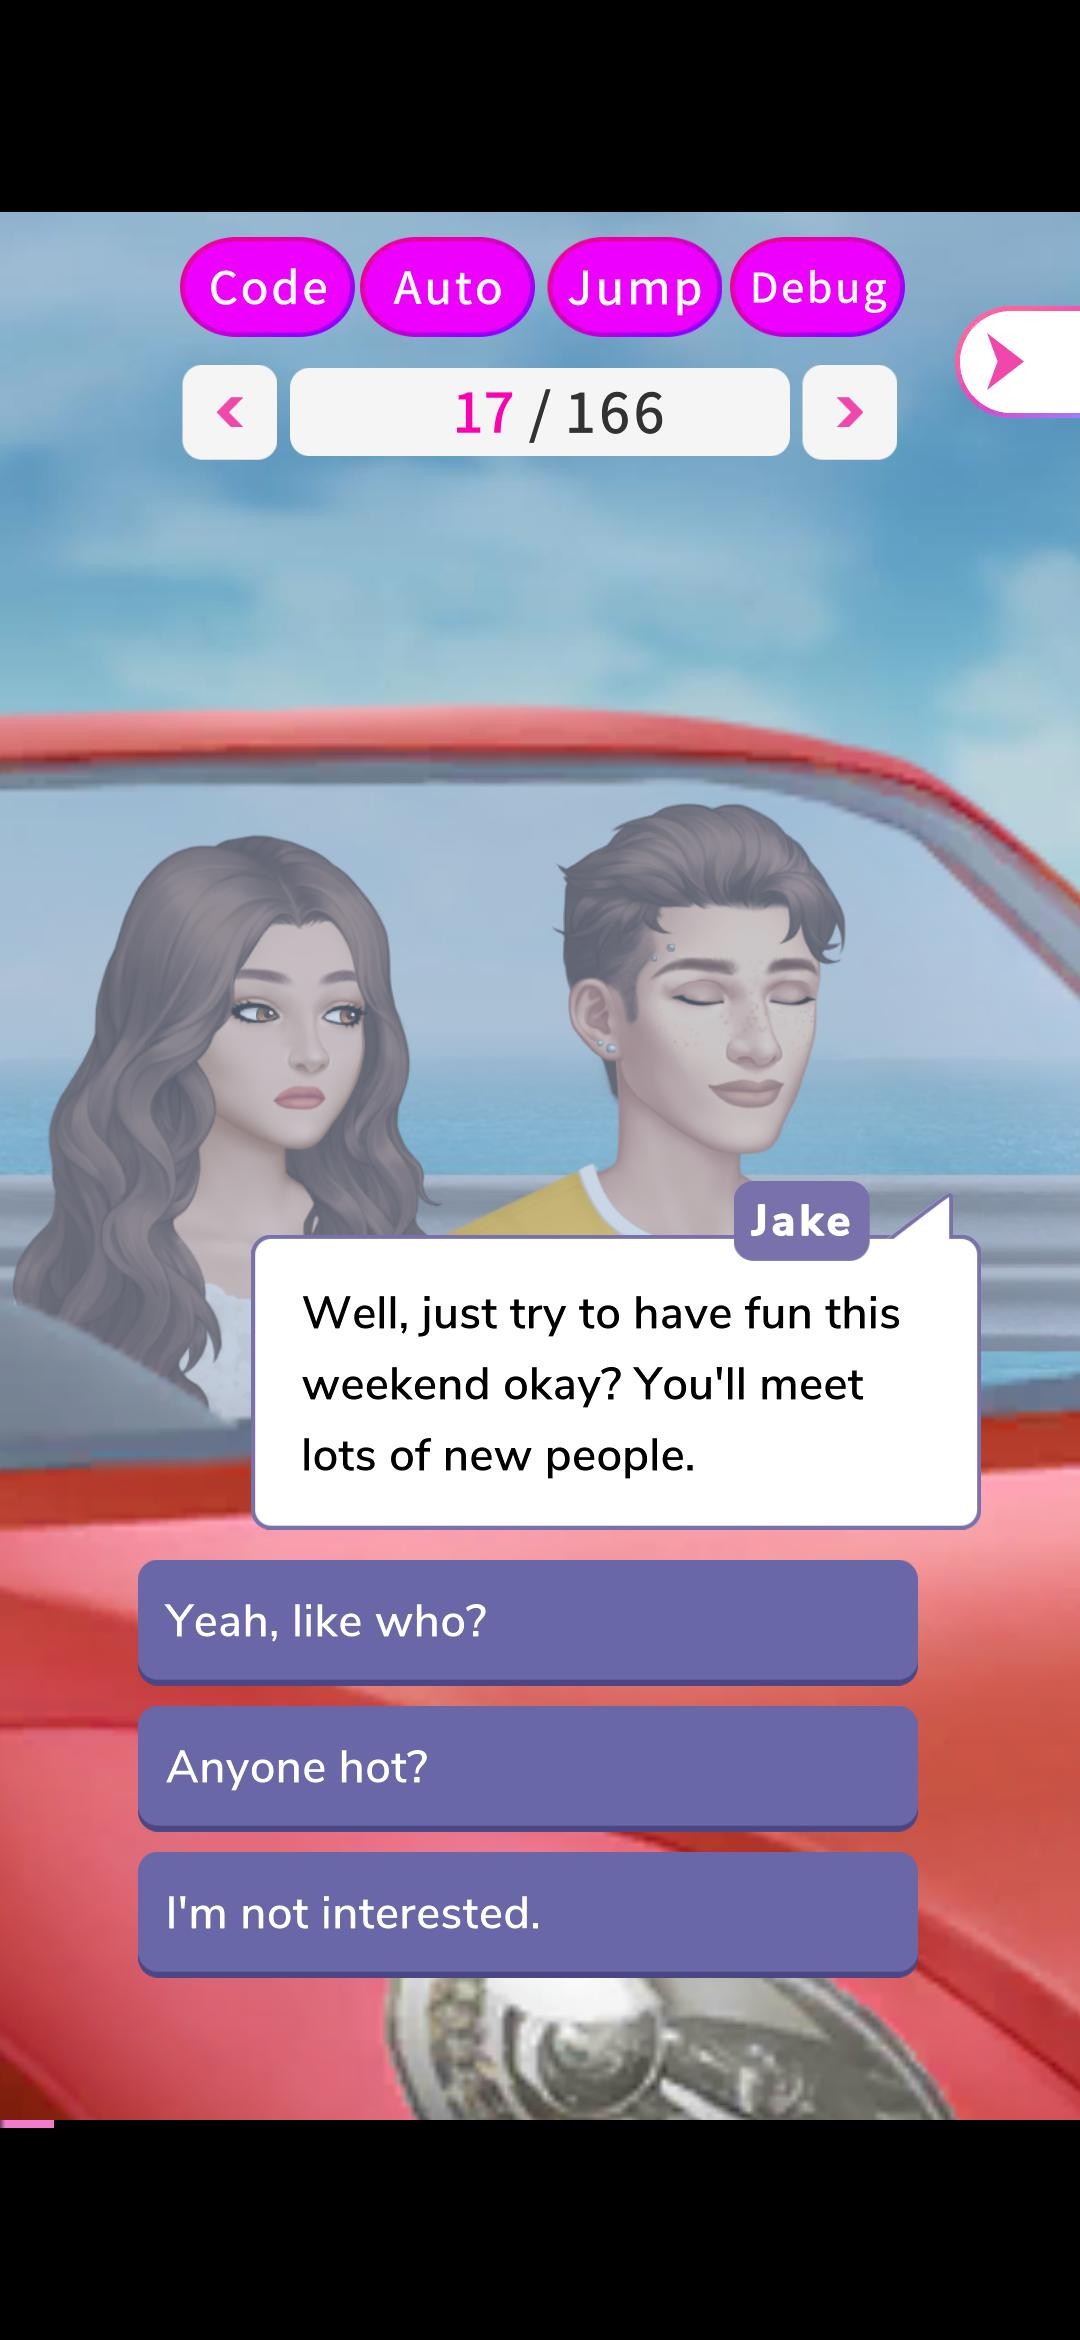 Code Auto Jump Debug
17 / 166
Jake
Well, just try to have fun this
weekend okay? You'll meet
lots of new people.
Yeah, like who?
Anyone hot?
I'm not interested.